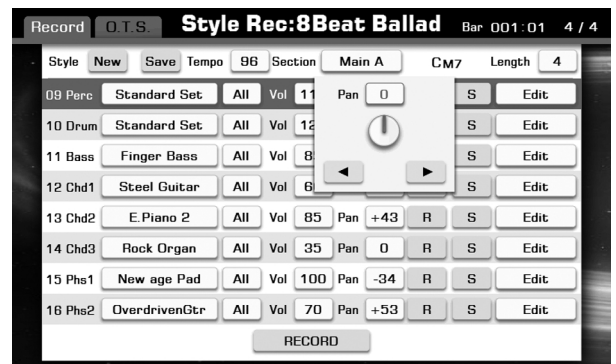 Record O.T.S. Style Rec:8Beat Ballad Bar 001:01 4 / 4
Style New Save Tempo 96 Section Main A CM7 Length 4
09 Perc Standard Set All Vol 11 Pan 0 S Edit
10 Drum Standard Set All Vol 12 S Edit
11 Bass Finger Bass All Vol 8 S Edit
12 Chd1 Steel Guitar All Vol 6 S Edit
13 Chd2 E.Piano 2 All Vol 85 Pan +43 R S Edit
14 Chd3 Rock Organ All Vol 35 Pan 0 R S Edit
15 Phs1 New age Pad All Vol 100 Pan -34 R S Edit
16 Phs2 OverdrivenGtr All Vol 70 Pan +53 R S Edit
RECORD